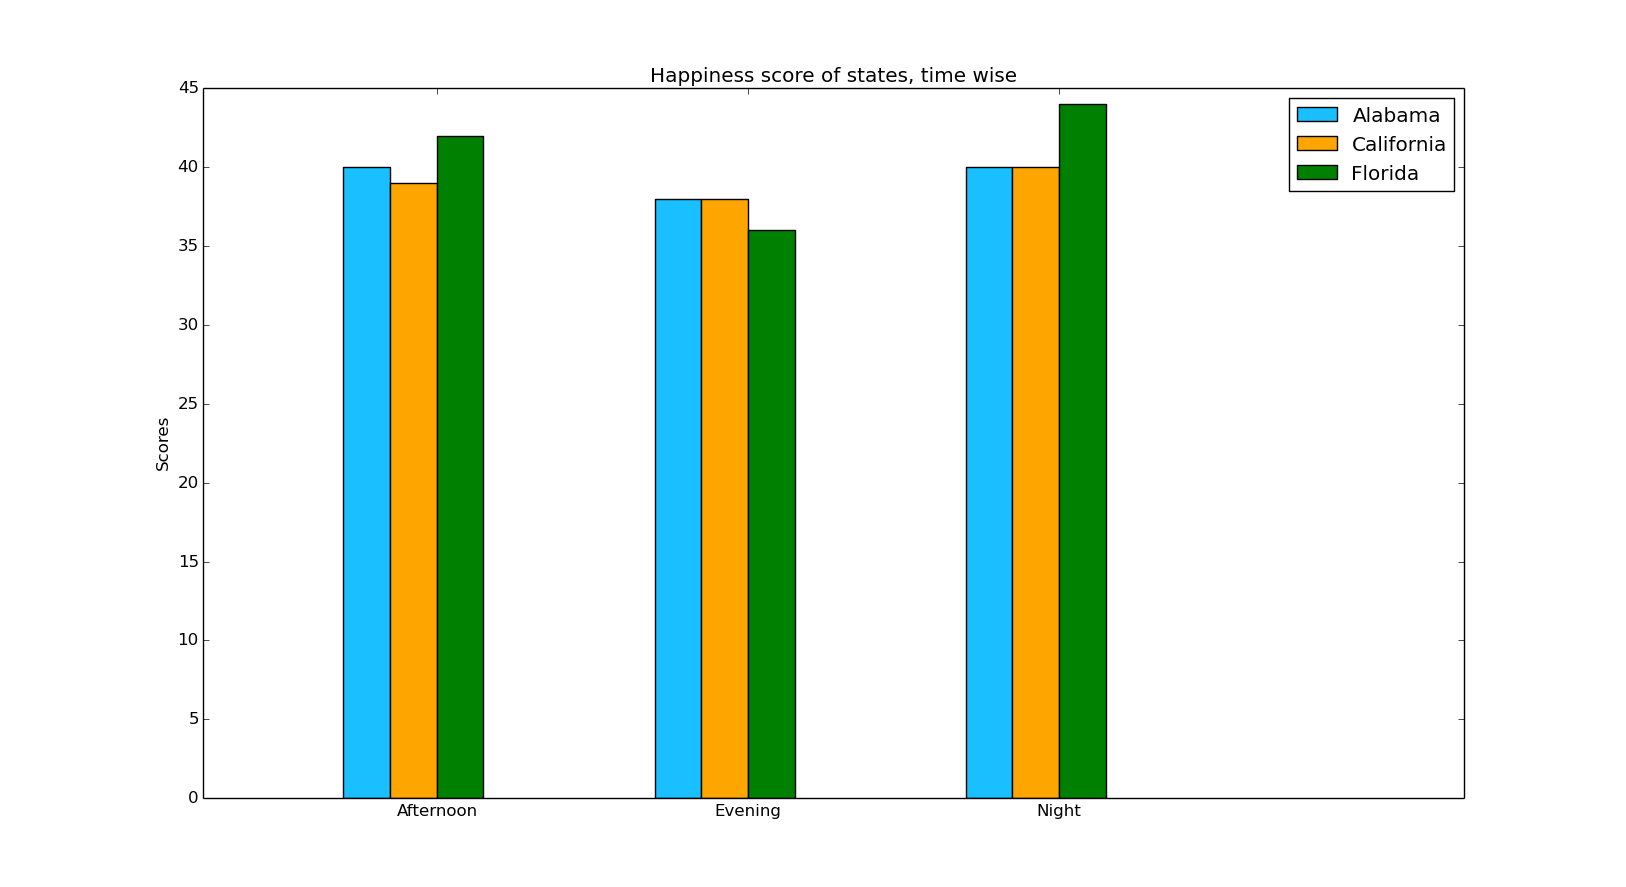 Happiness score of states, time wise
45
40
35
30
25
20
15
10
5
0
Scores
Afternoon Evening Night
Alabama
California
Florida